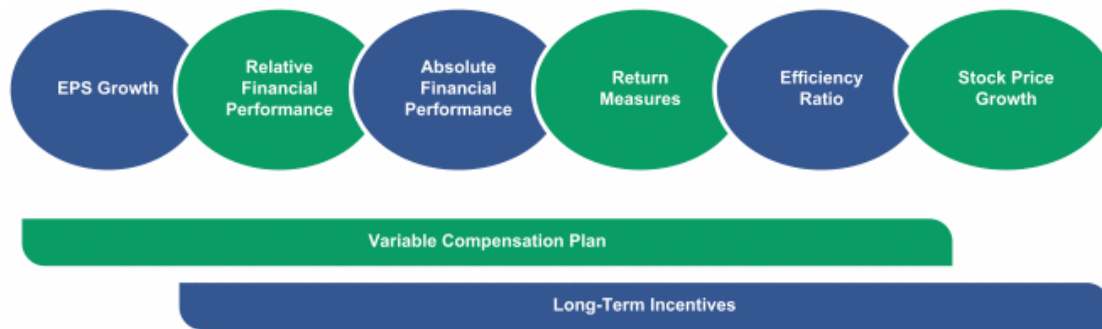 EPS Growth
Relative
Financial
Performance
Absolute
Financial
Performance
Return
Measures
Efficiency
Ratio
Stock Price
Growth
Variable Compensation Plan
Long-Term Incentives